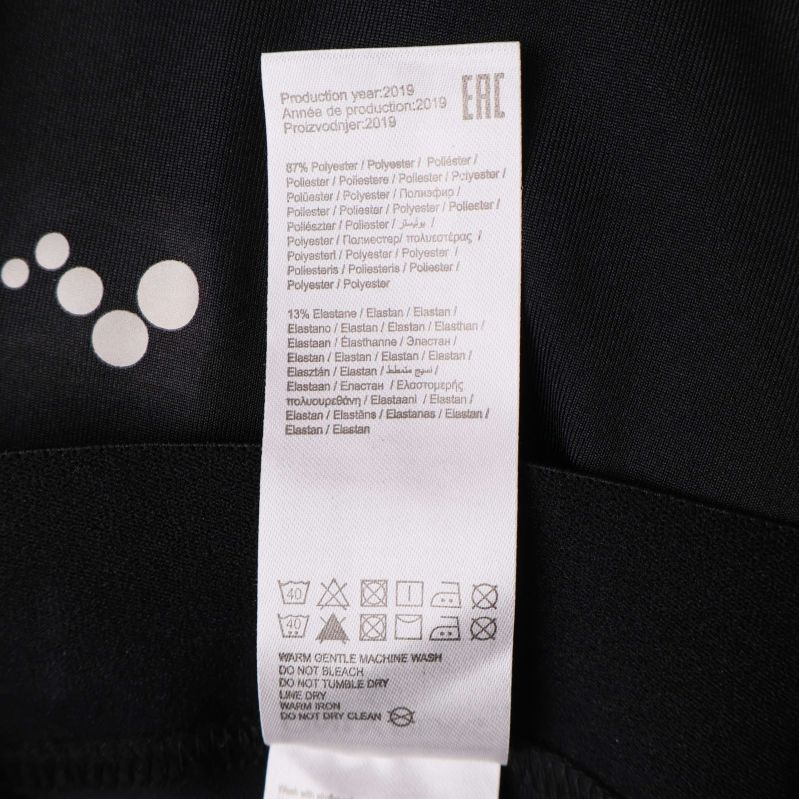 Production year:2019
Année de production:2019
Proizvodnjer:2019
EAC
87% Polyester / Polyester / Poliéster /
Poliester / Poliestere / Poliester / Polyester /
Polüester / Polyester / Полиэфир /
Poliester / Poliester / Polyester / Poliester /
Poliészter / Poliester / بوليستر /
Polyester / Полиестер/ πολυεστέρας /
Polyesteri / Polyester / Polyester /
Poliesteris / Poliesteris / Poliester /
Polyester / Polyester
13% Elastane / Elastan / Elastan /
Elastano / Elastan / Elastan / Elasthan /
Elastaan / Élasthanne / Эластан /
Elastan / Elastan / Elastan / Elastan /
Elasztán / Elastan / نسيج مطط /
Elastaan / Еластан / Ελαστομερής
πολυουρεθάνη / Elastaani / Elastan /
Elastan / Elastāns / Elastanas / Elastan /
Elastan / Elastan
40
40
WARM GENTLE MACHINE WASH
DO NOT BLEACH
DO NOT TUMBLE DRY
LINE DRY
WARM IRON
DO NOT DRY CLEAN